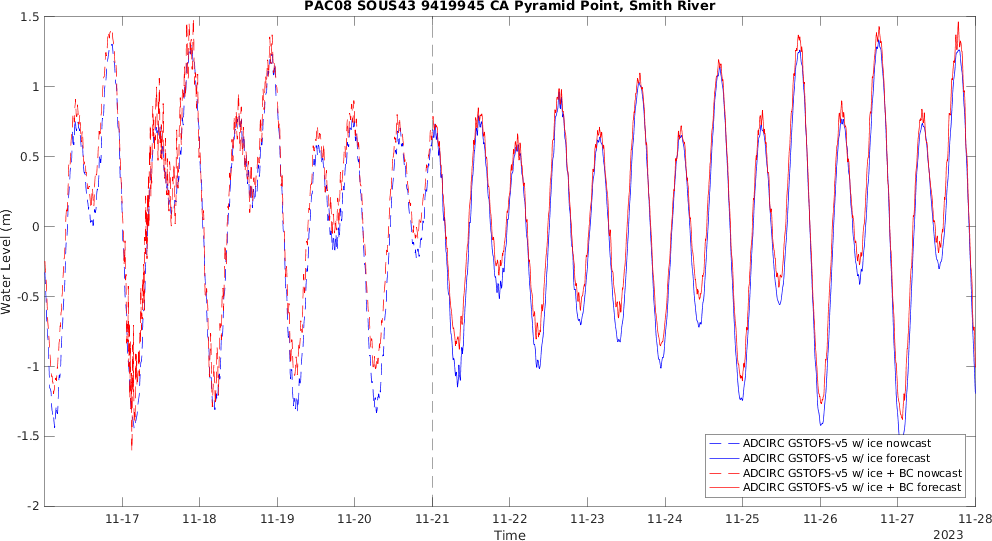 PAC08 SOUS43 9419945 CA Pyramid Point, Smith River
1.5
1
0.5
0
-0.5
-1
-1.5
-2
Water Level (m)
11-17 11-18 11-19 11-20 11-21 11-22 11-23 11-24 11-25 11-26 11-27 11-28
Time
2023
ADCIRC GSTOFS-v5 w/ ice nowcast
ADCIRC GSTOFS-v5 w/ ice forecast
ADCIRC GSTOFS-v5 w/ ice + BC nowcast
ADCIRC GSTOFS-v5 w/ ice + BC forecast